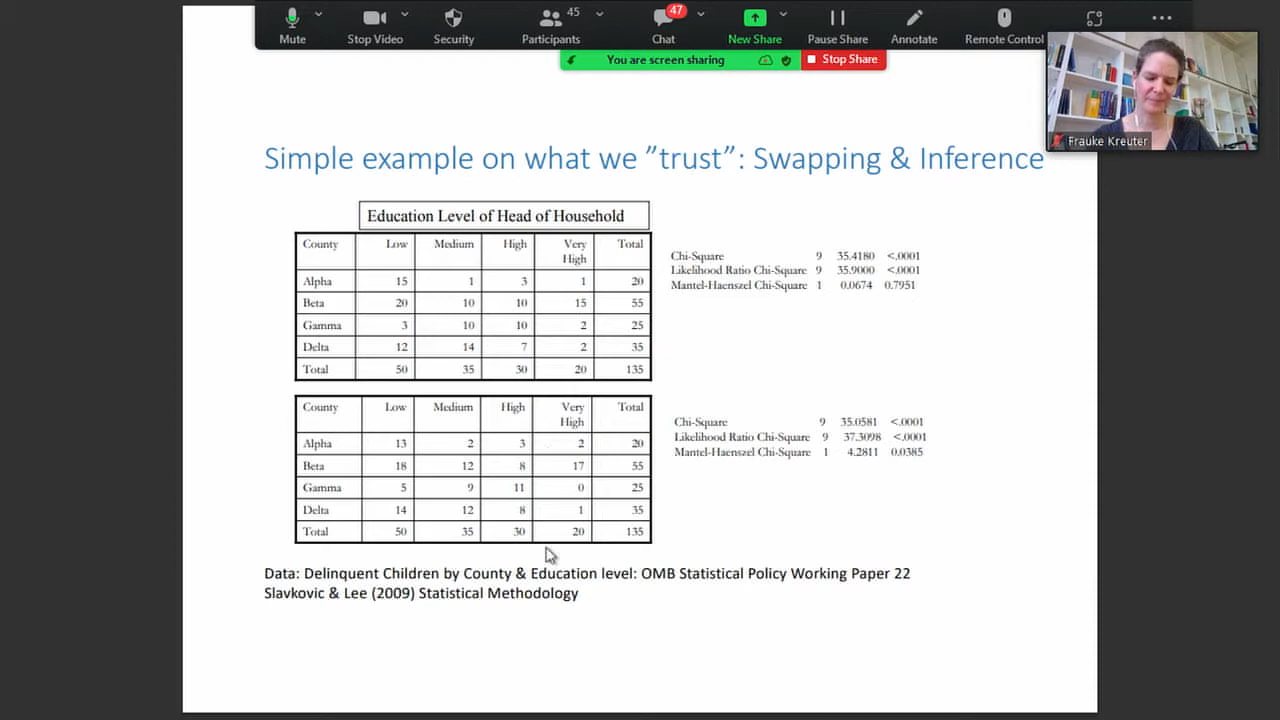 45
47
Mute
Stop Video
Security
Participants
Chat
New Share
Pause Share
Annotate
Remote Control
You are screen sharing
Stop Share
Frauke Kreuter
Simple example on what we ”trust”: Swapping & Inference
Education Level of Head of Household
County Low Medium High Very High Total
Alpha 15 1 3 1 20
Beta 20 10 10 15 55
Gamma 3 10 10 2 25
Delta 12 14 7 2 35
Total 50 35 30 20 135
Chi-Square 9 35.4180 <.0001
Likelihood Ratio Chi-Square 9 35.9000 <.0001
Mantel-Haenszel Chi-Square 1 0.0674 0.7951
County Low Medium High Very High Total
Alpha 13 2 3 2 20
Beta 18 12 8 17 55
Gamma 5 9 11 0 25
Delta 14 12 8 1 35
Total 50 35 30 20 135
Chi-Square 9 35.0581 <.0001
Likelihood Ratio Chi-Square 9 37.3098 <.0001
Mantel-Haenszel Chi-Square 1 4.2811 0.0385
Data: Delinquent Children by County & Education level: OMB Statistical Policy Working Paper 22
Slavkovic & Lee (2009) Statistical Methodology